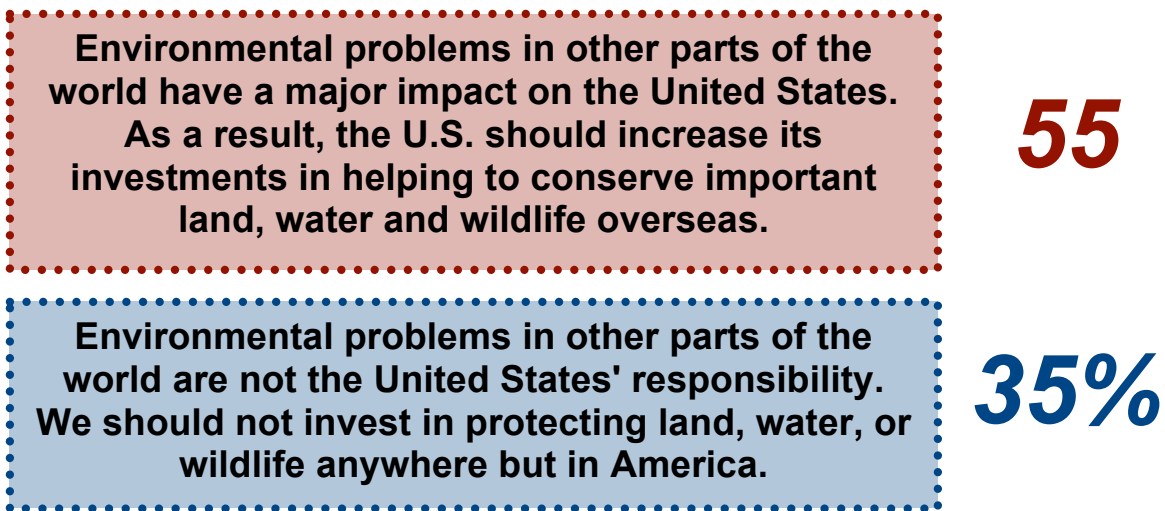 Environmental problems in other parts of the
world have a major impact on the United States.
As a result, the U.S. should increase its
investments in helping to conserve important
land, water and wildlife overseas.
55
Environmental problems in other parts of the
world are not the United States' responsibility.
We should not invest in protecting land, water, or
wildlife anywhere but in America.
35%